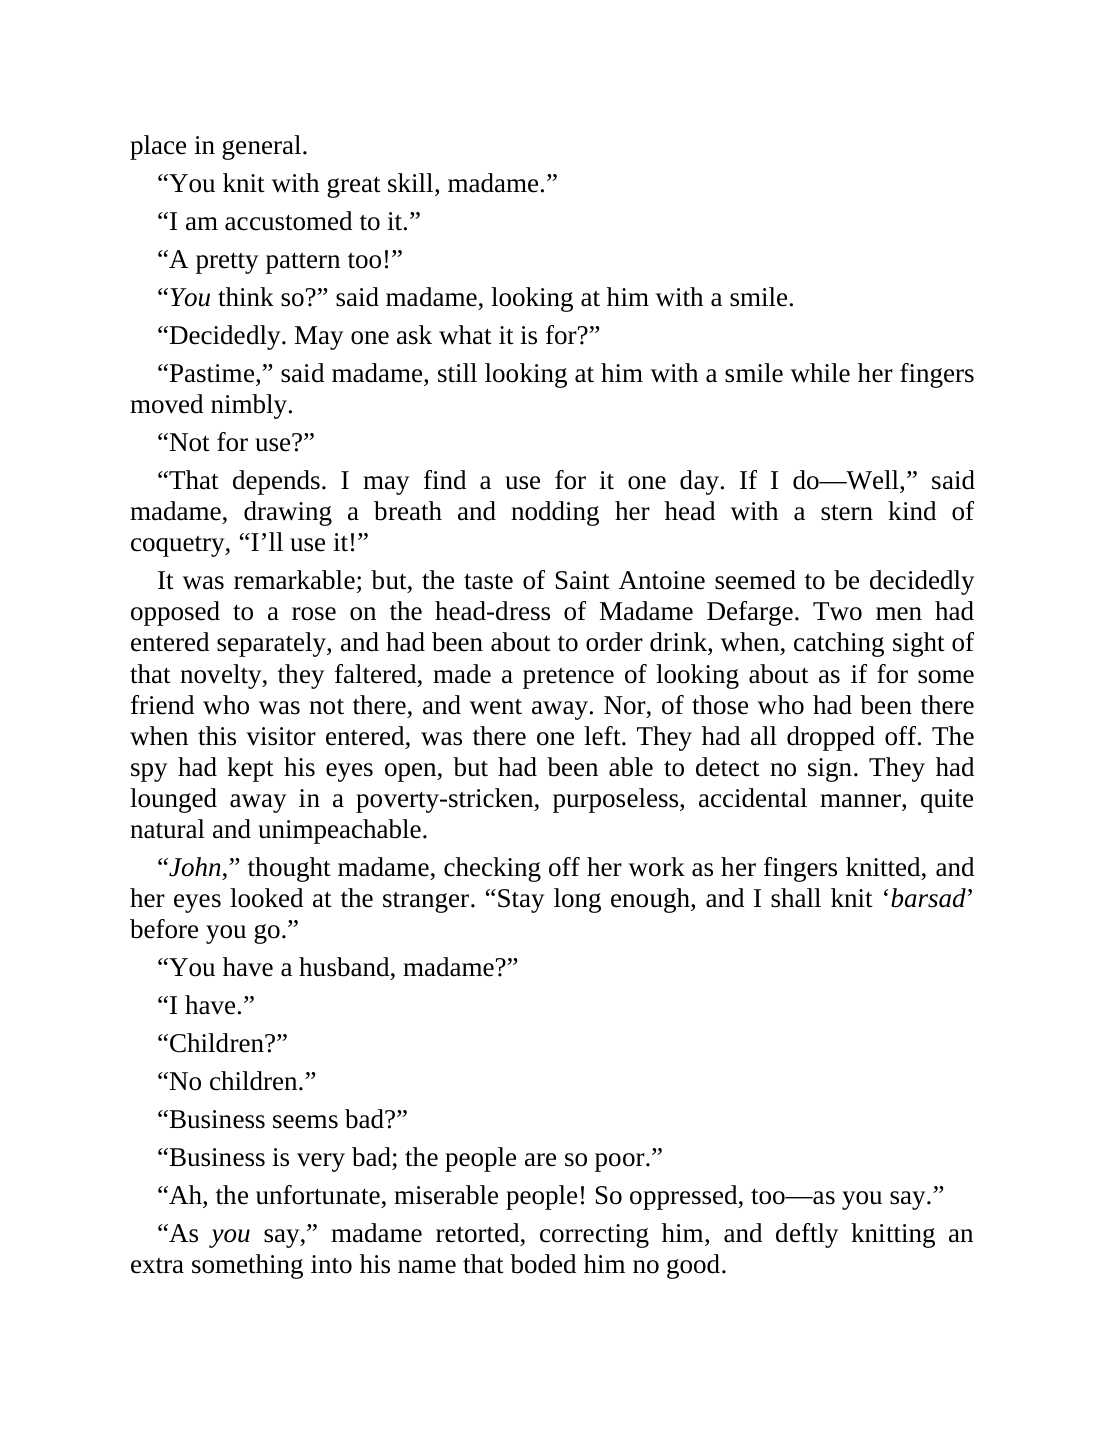 place in general.
“You knit with great skill, madame.”
“I am accustomed to it.”
“A pretty pattern too!”
“You think so?” said madame, looking at him with a smile.
“Decidedly. May one ask what it is for?”
“Pastime,” said madame, still looking at him with a smile while her fingers
moved nimbly.
“Not for use?”
“That depends. I may find a use for it one day. If I do—Well,” said
madame, drawing a breath and nodding her head with a stern kind of
coquetry, “I’ll use it!”
It was remarkable; but, the taste of Saint Antoine seemed to be decidedly
opposed to a rose on the head-dress of Madame Defarge. Two men had
entered separately, and had been about to order drink, when, catching sight of
that novelty, they faltered, made a pretence of looking about as if for some
friend who was not there, and went away. Nor, of those who had been there
when this visitor entered, was there one left. They had all dropped off. The
spy had kept his eyes open, but had been able to detect no sign. They had
lounged away in a poverty-stricken, purposeless, accidental manner, quite
natural and unimpeachable.
“John,” thought madame, checking off her work as her fingers knitted, and
her eyes looked at the stranger. “Stay long enough, and I shall knit ‘barsad’
before you go.”
“You have a husband, madame?”
“I have.”
“Children?”
“No children.”
“Business seems bad?”
“Business is very bad; the people are so poor.”
“Ah, the unfortunate, miserable people! So oppressed, too—as you say.”
“As you say,” madame retorted, correcting him, and deftly knitting an
extra something into his name that boded him no good.